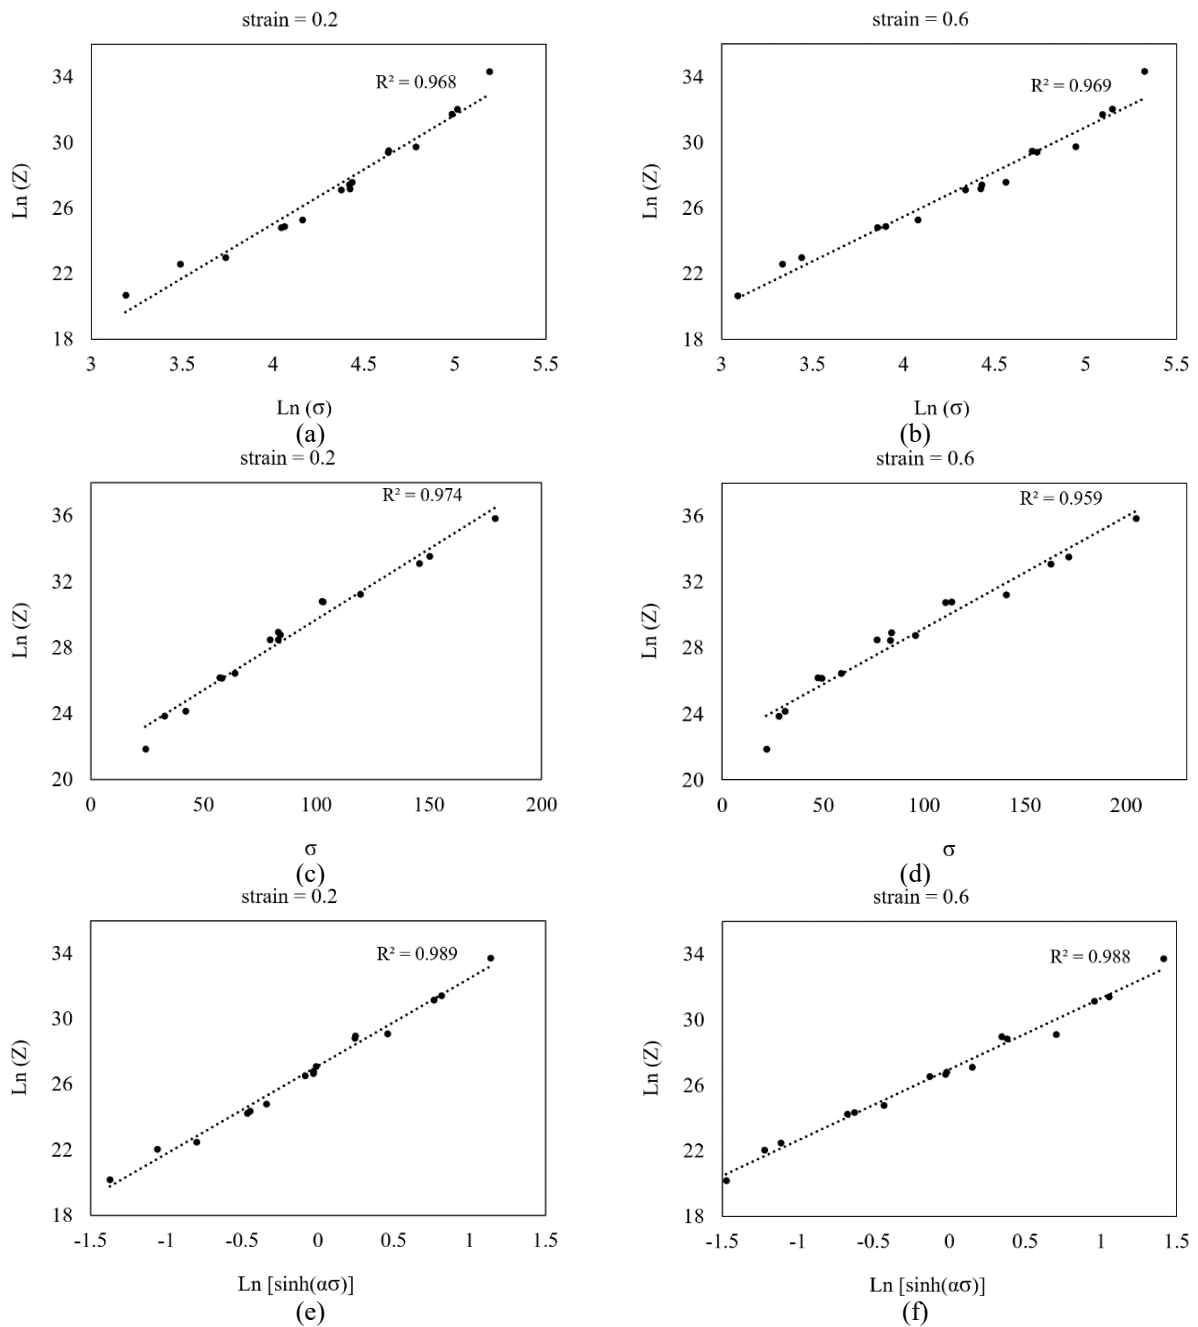 strain = 0.2
strain = 0.6
R² = 0.968
R² = 0.969
34
30
26
22
18
34
30
26
22
18
Ln (Z)
Ln (Z)
3
3.5
4
4.5
5
5.5
3
3.5
4
4.5
5
5.5
Ln (σ)
Ln (σ)
(a)
(b)
strain = 0.2
strain = 0.6
R² = 0.974
R² = 0.959
36
32
28
24
20
36
32
28
24
20
Ln (Z)
Ln (Z)
0
50
100
150
200
0
50
100
150
200
σ
σ
(c)
(d)
strain = 0.2
strain = 0.6
R² = 0.989
R² = 0.988
34
30
26
22
18
34
30
26
22
18
Ln (Z)
Ln (Z)
-1.5
-1
-0.5
0
0.5
1
1.5
-1.5
-1
-0.5
0
0.5
1
1.5
Ln [sinh(ασ)]
Ln [sinh(ασ)]
(e)
(f)